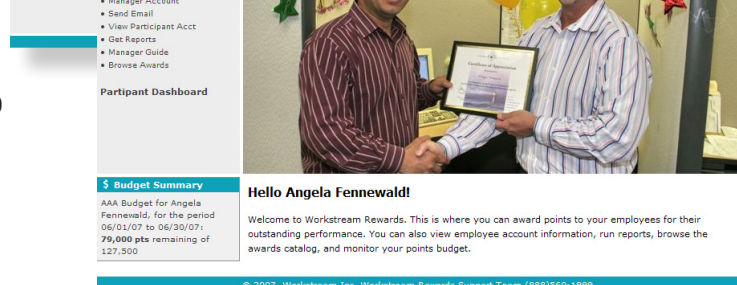 • Manager Account
• Send Email
• View Participant Acct
• Get Reports
• Manager Guide
• Browse Awards
Partipant Dashboard
Certificate of Appreciation
$ Budget Summary
AAA Budget for Angela
Fennewald, for the period
06/01/07 to 06/30/07:
79,000 pts remaining of
127,500
Hello Angela Fennewald!
Welcome to Workstream Rewards. This is where you can award points to your employees for their
outstanding performance. You can also view employee account information, run reports, browse the
awards catalog, and monitor your points budget.
© 2007, Workstream Inc. Workstream Rewards Support Team (888)560-1999